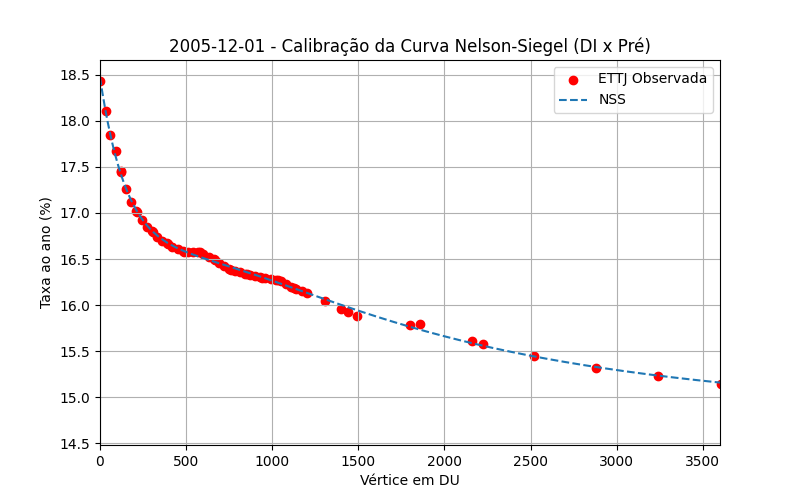 2005-12-01 - Calibração da Curva Nelson-Siegel (DI x Pré)
ETTJ Observada
NSS
Taxa ao ano (%)
18.5
18.0
17.5
17.0
16.5
16.0
15.5
15.0
14.5
0 500 1000 1500 2000 2500 3000 3500
Vértice em DU